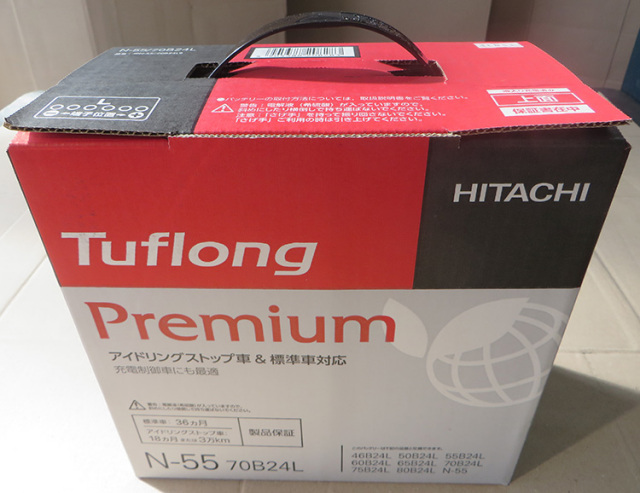 N-55/70B24L
L
⊖ 端子位置 ⊕
●バッテリーの取付方法については、取扱説明書をご覧ください。
警告:電解液(希硫酸)が入っていますので、
斜めにしたり横倒しで持ち運ばないでください。
注意:「さげ手」を持って振り回さないでください。
「さげ手」ご利用の時は引き上げてください。
上面
保証書在中
HITACHI
Tuflong
Premium
アイドリングストップ車 & 標準車対応
充電制御車にも最適
標準車: 36ヵ月
アイドリングストップ車:
18ヵ月または3万km
製品保証
N-55 70B24L
46B24L 50B24L 55B24L
60B24L 65B24L 70B24L
75B24L 80B24L N-55